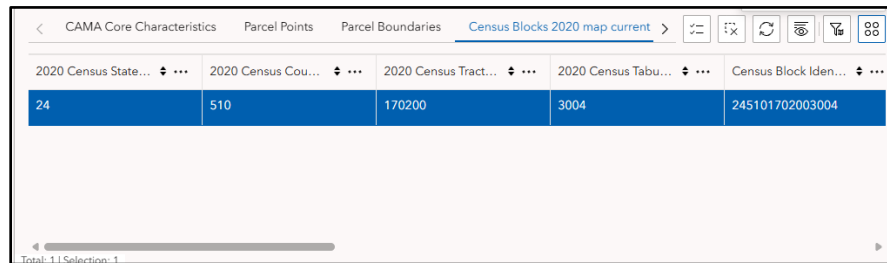 CAMA Core Characteristics Parcel Points Parcel Boundaries Census Blocks 2020 map current
2020 Census State... 2020 Census Cou... 2020 Census Tract... 2020 Census Tabu... Census Block Iden...
24 510 170200 3004 245101702003004
Total: 1 | Selection: 1